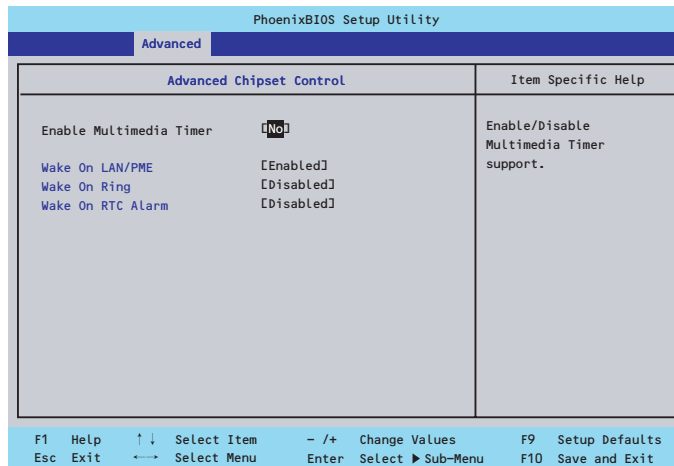 PhoenixBIOS Setup Utility
Advanced
Advanced Chipset Control
Item Specific Help
Enable Multimedia Timer [No]
Wake On LAN/PME [Enabled]
Wake On Ring [Disabled]
Wake On RTC Alarm [Disabled]
Enable/Disable
Multimedia Timer
support.
F1 Help ↑↓ Select Item − /+ Change Values F9 Setup Defaults
Esc Exit ←→ Select Menu Enter Select ▶ Sub−Menu F10 Save and Exit